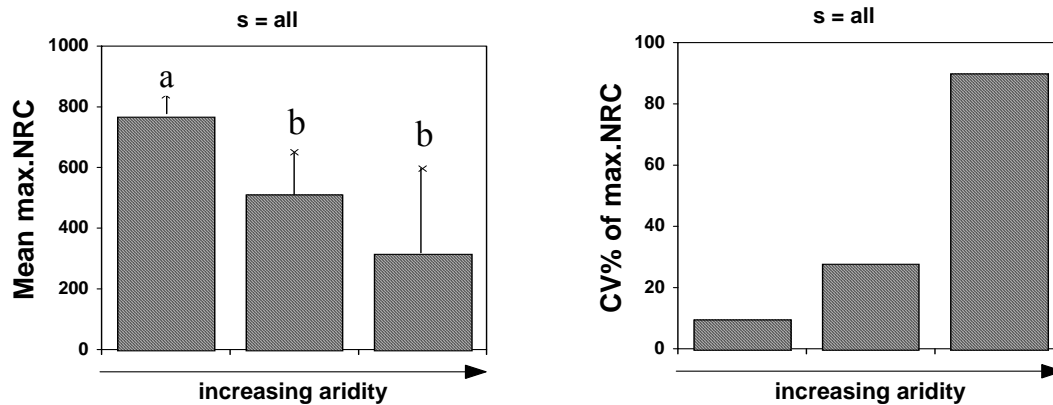 s = all
Mean max.NRC
1000
800
600
400
200
0
a
b
b
increasing aridity
s = all
CV% of max.NRC
100
80
60
40
20
0
increasing aridity